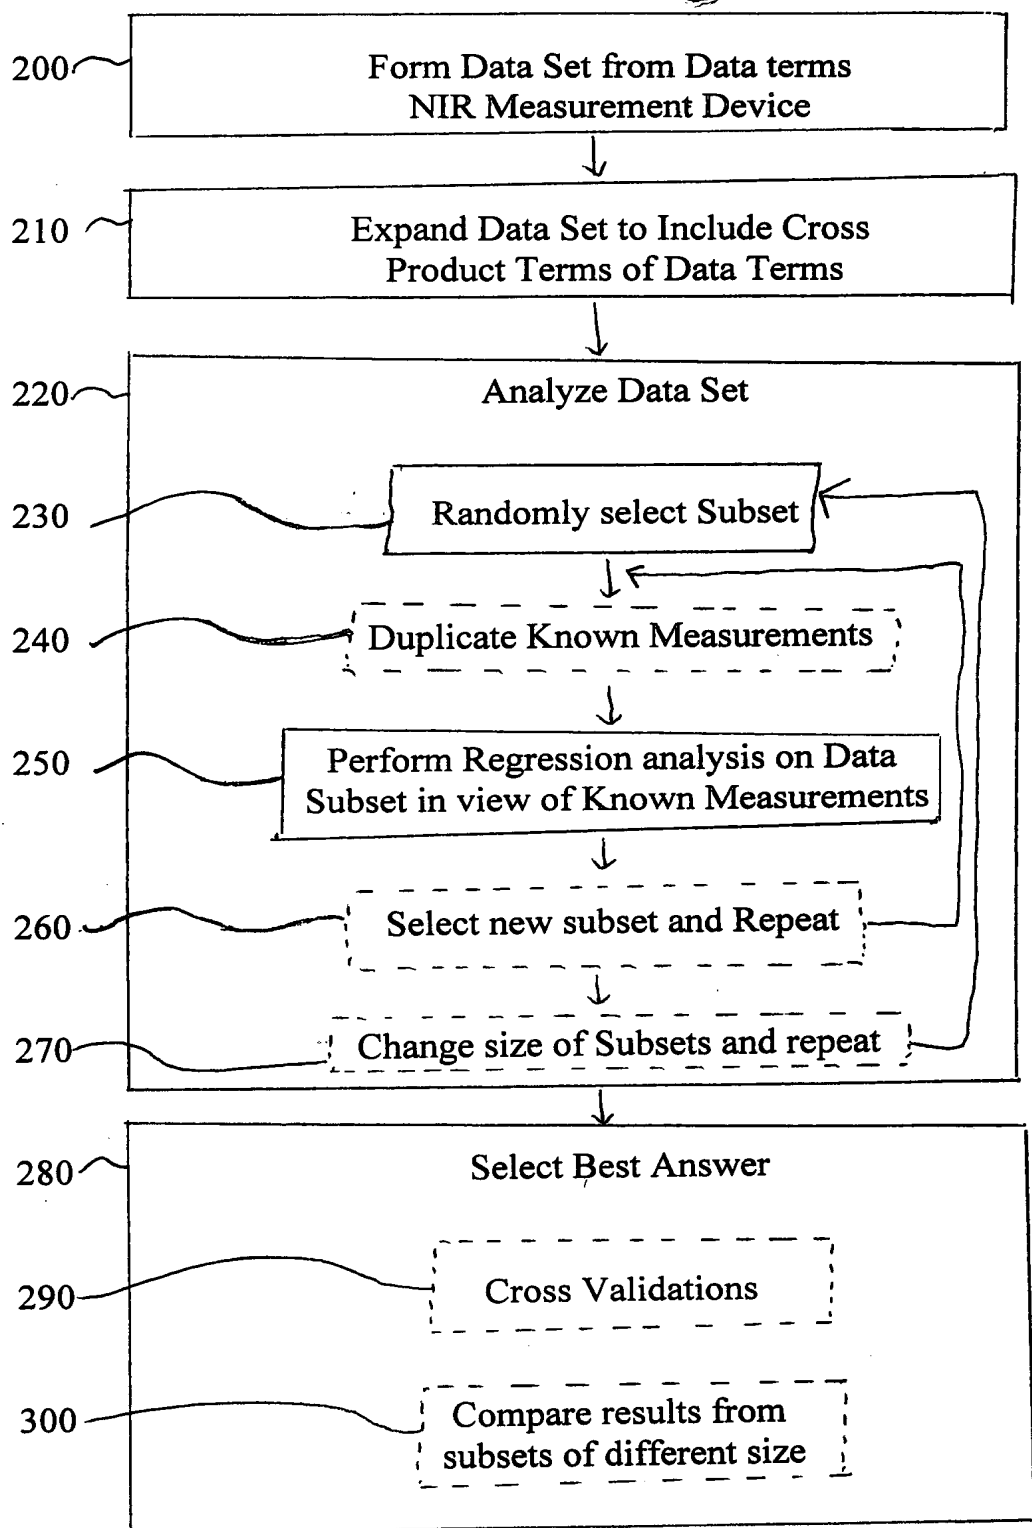 200
Form Data Set from Data terms
NIR Measurement Device
210
Expand Data Set to Include Cross
Product Terms of Data Terms
220
Analyze Data Set
230
Randomly select Subset
240
Duplicate Known Measurements
250
Perform Regression analysis on Data
Subset in view of Known Measurements
260
Select new subset and Repeat
270
Change size of Subsets and repeat
280
Select Best Answer
290
Cross Validations
300
Compare results from
subsets of different size